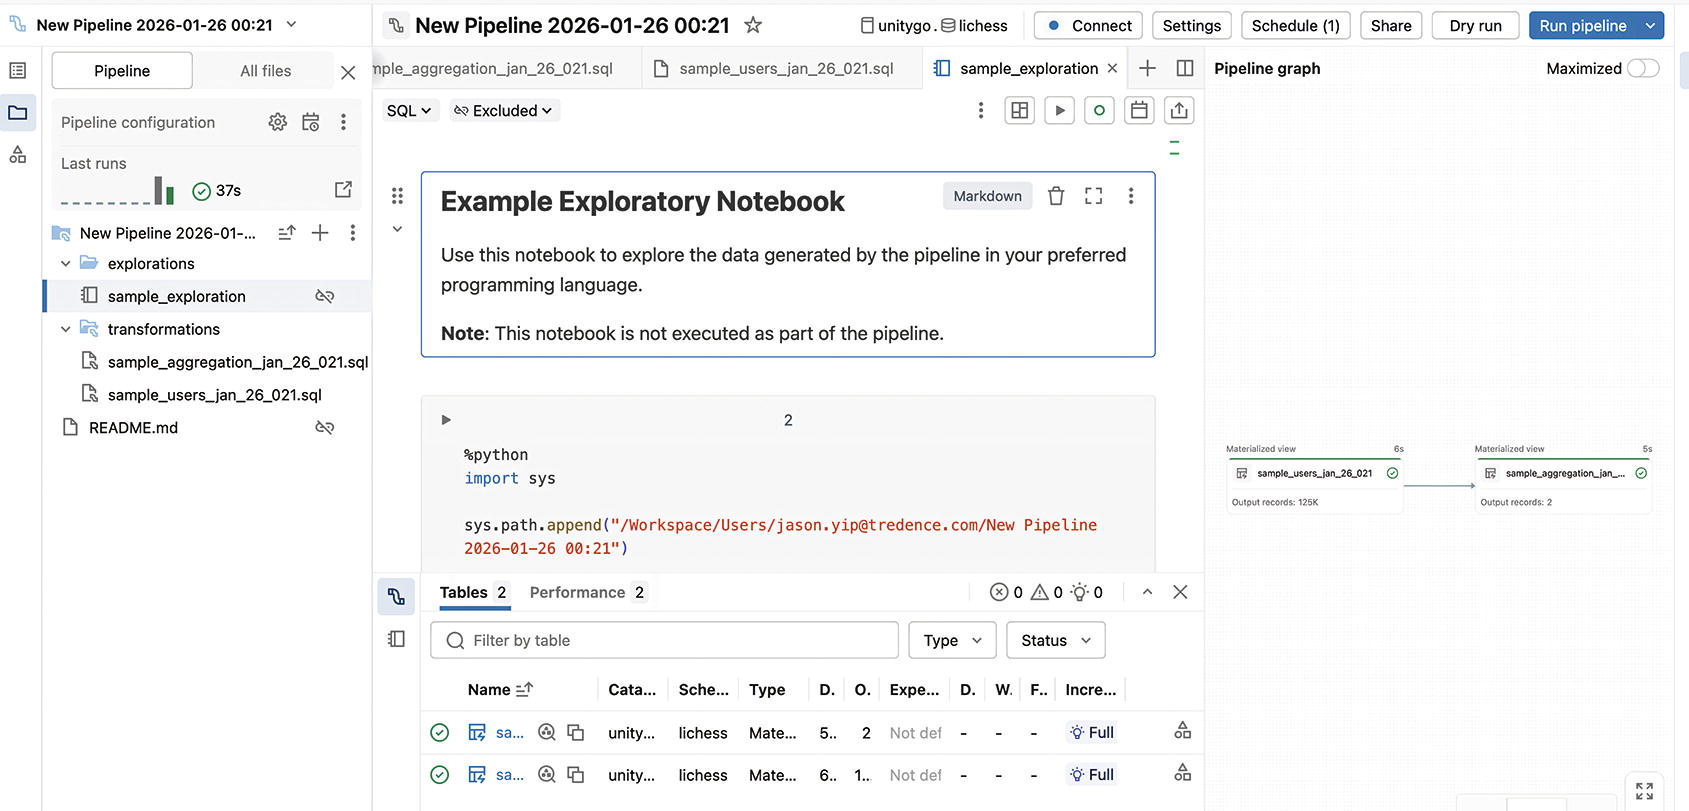 New Pipeline 2026-01-26 00:21
New Pipeline 2026-01-26 00:21
unitygo. lichess
Connect
Settings
Schedule (1)
Share
Dry run
Run pipeline
Pipeline
All files
mple_aggregation_jan_26_021.sql
sample_users_jan_26_021.sql
sample_exploration
Pipeline graph
Maximized
Pipeline configuration
Last runs
37s
New Pipeline 2026-01-...
explorations
sample_exploration
transformations
sample_aggregation_jan_26_021.sql
sample_users_jan_26_021.sql
README.md
SQL
Excluded
Example Exploratory Notebook
Markdown
Use this notebook to explore the data generated by the pipeline in your preferred
programming language.
Note: This notebook is not executed as part of the pipeline.
2
%python
import sys
sys.path.append("/Workspace/Users/jason.yip@tredence.com/New Pipeline
2026-01-26 00:21")
Materialized view 6s
sample_users_jan_26_021
Output records: 125K
Materialized view 5s
sample_aggregation_jan_...
Output records: 2
Tables 2
Performance 2
0 0 0
Filter by table
Type
Status
Name Cata... Sche... Type D. O. Expe... D. W. F.. Incre...
sa... unity... lichess Mate... 5.. 2 Not def - - - Full
sa... unity... lichess Mate... 6.. 1.. Not def - - - Full